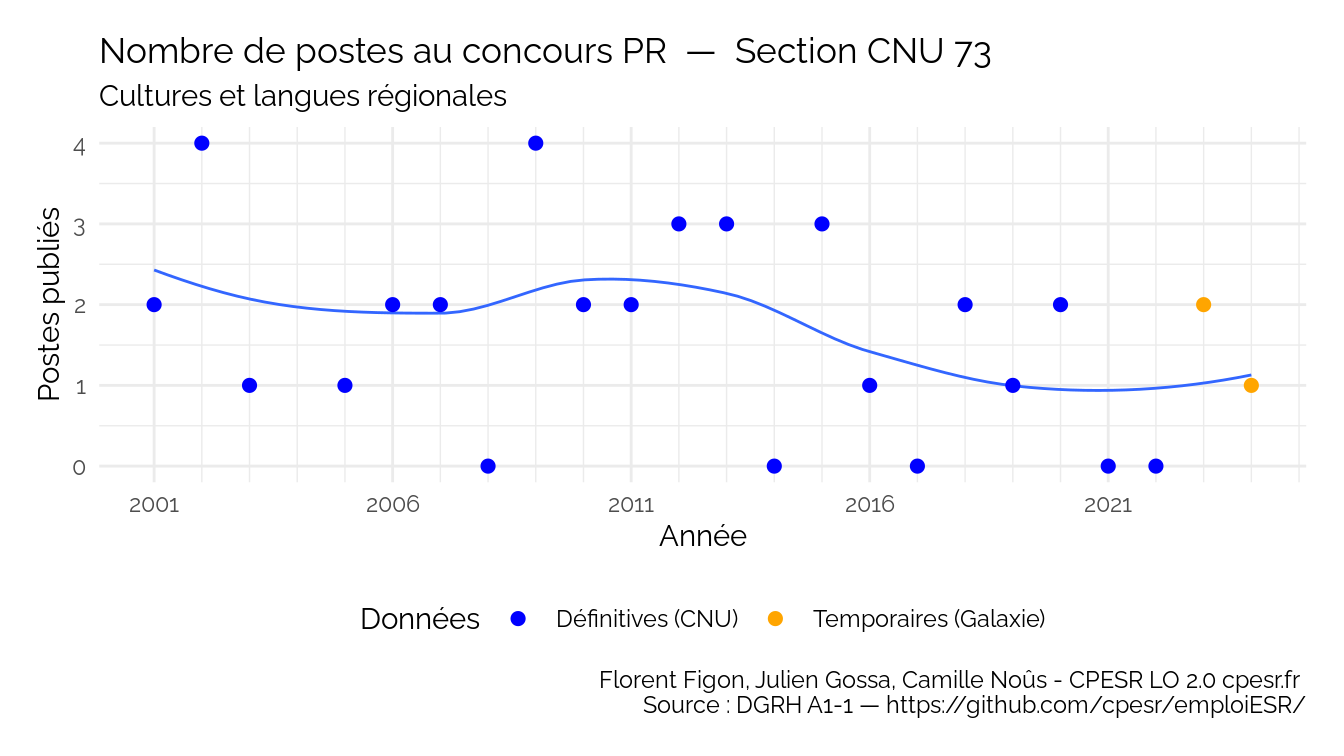 Nombre de postes au concours PR — Section CNU 73
Cultures et langues régionales
Postes publiés
4
3
2
1
0
2001 2006 2011 2016 2021
Année
Données Définitives (CNU) Temporaires (Galaxie)
Florent Figon, Julien Gossa, Camille Noûs - CPESR LO 2.0 cpesr.fr
Source : DGRH A1-1 — https://github.com/cpesr/emploiESR/